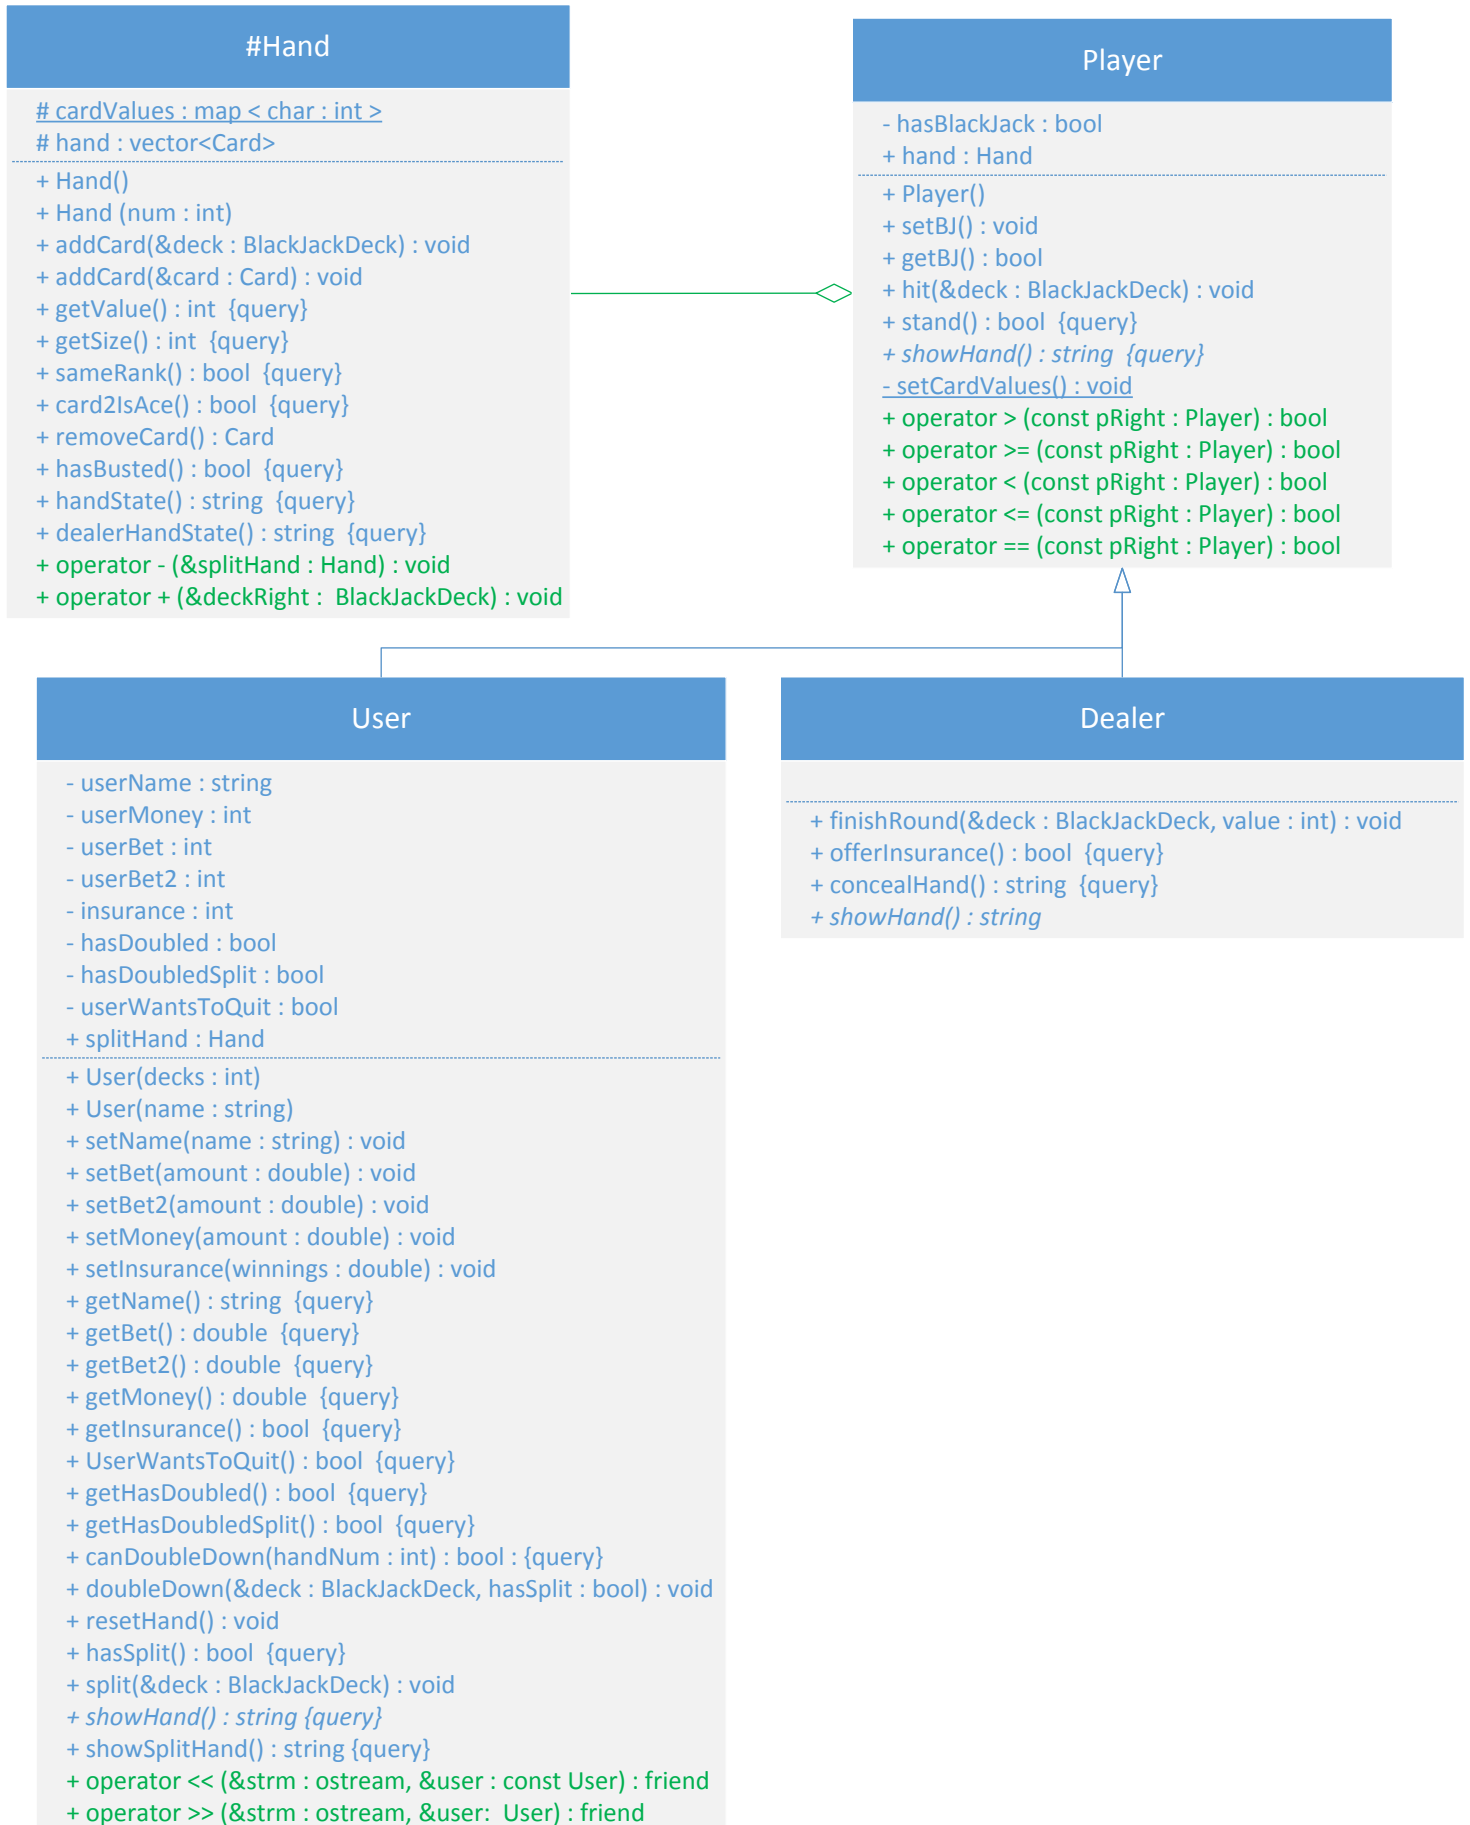 #Hand
# cardValues : map < char : int >
# hand : vector<Card>
+ Hand()
+ Hand (num : int)
+ addCard(&deck : BlackJackDeck) : void
+ addCard(&card : Card) : void
+ getValue() : int {query}
+ getSize() : int {query}
+ sameRank() : bool {query}
+ card2IsAce() : bool {query}
+ removeCard() : Card
+ hasBusted() : bool {query}
+ handState() : string {query}
+ dealerHandState() : string {query}
+ operator - (&splitHand : Hand) : void
+ operator + (&deckRight : BlackJackDeck) : void
Player
- hasBlackJack : bool
+ hand : Hand
+ Player()
+ setBJ() : void
+ getBJ() : bool
+ hit(&deck : BlackJackDeck) : void
+ stand() : bool {query}
+ showHand() : string {query}
- setCardValues() : void
+ operator > (const pRight : Player) : bool
+ operator >= (const pRight : Player) : bool
+ operator < (const pRight : Player) : bool
+ operator <= (const pRight : Player) : bool
+ operator == (const pRight : Player) : bool
User
- userName : string
- userMoney : int
- userBet : int
- userBet2 : int
- insurance : int
- hasDoubled : bool
- hasDoubledSplit : bool
- userWantsToQuit : bool
+ splitHand : Hand
+ User(decks : int)
+ User(name : string)
+ setName(name : string) : void
+ setBet(amount : double) : void
+ setBet2(amount : double) : void
+ setMoney(amount : double) : void
+ setInsurance(winnings : double) : void
+ getName() : string {query}
+ getBet() : double {query}
+ getBet2() : double {query}
+ getMoney() : double {query}
+ getInsurance() : bool {query}
+ UserWantsToQuit() : bool {query}
+ getHasDoubled() : bool {query}
+ getHasDoubledSplit() : bool {query}
+ canDoubleDown(handNum : int) : bool : {query}
+ doubleDown(&deck : BlackJackDeck, hasSplit : bool) : void
+ resetHand() : void
+ hasSplit() : bool {query}
+ split(&deck : BlackJackDeck) : void
+ showHand() : string {query}
+ showSplitHand() : string {query}
+ operator << (&strm : ostream, &user : const User) : friend
+ operator >> (&strm : ostream, &user: User) : friend
Dealer
+ finishRound(&deck : BlackJackDeck, value : int) : void
+ offerInsurance() : bool {query}
+ concealHand() : string {query}
+ showHand() : string